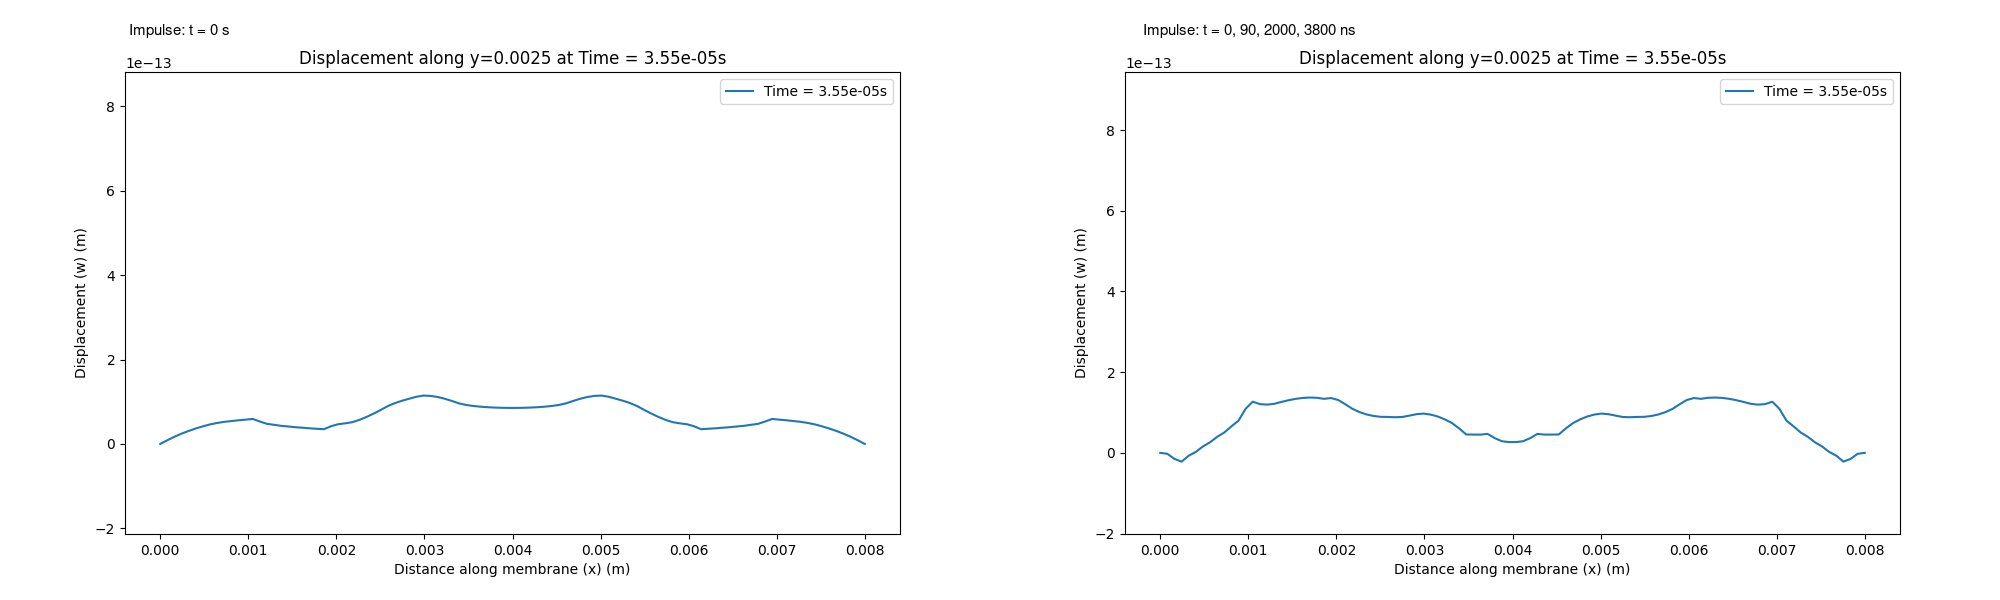 Impulse: t = 0 s
Displacement along y=0.0025 at Time = 3.55e-05s
1e−13
Time = 3.55e-05s
8
6
4
2
0
−2
Displacement (w) (m)
0.000 0.001 0.002 0.003 0.004 0.005 0.006 0.007 0.008
Distance along membrane (x) (m)
Impulse: t = 0, 90, 2000, 3800 ns
Displacement along y=0.0025 at Time = 3.55e-05s
1e−13
Time = 3.55e-05s
8
6
4
2
0
−2
Displacement (w) (m)
0.000 0.001 0.002 0.003 0.004 0.005 0.006 0.007 0.008
Distance along membrane (x) (m)